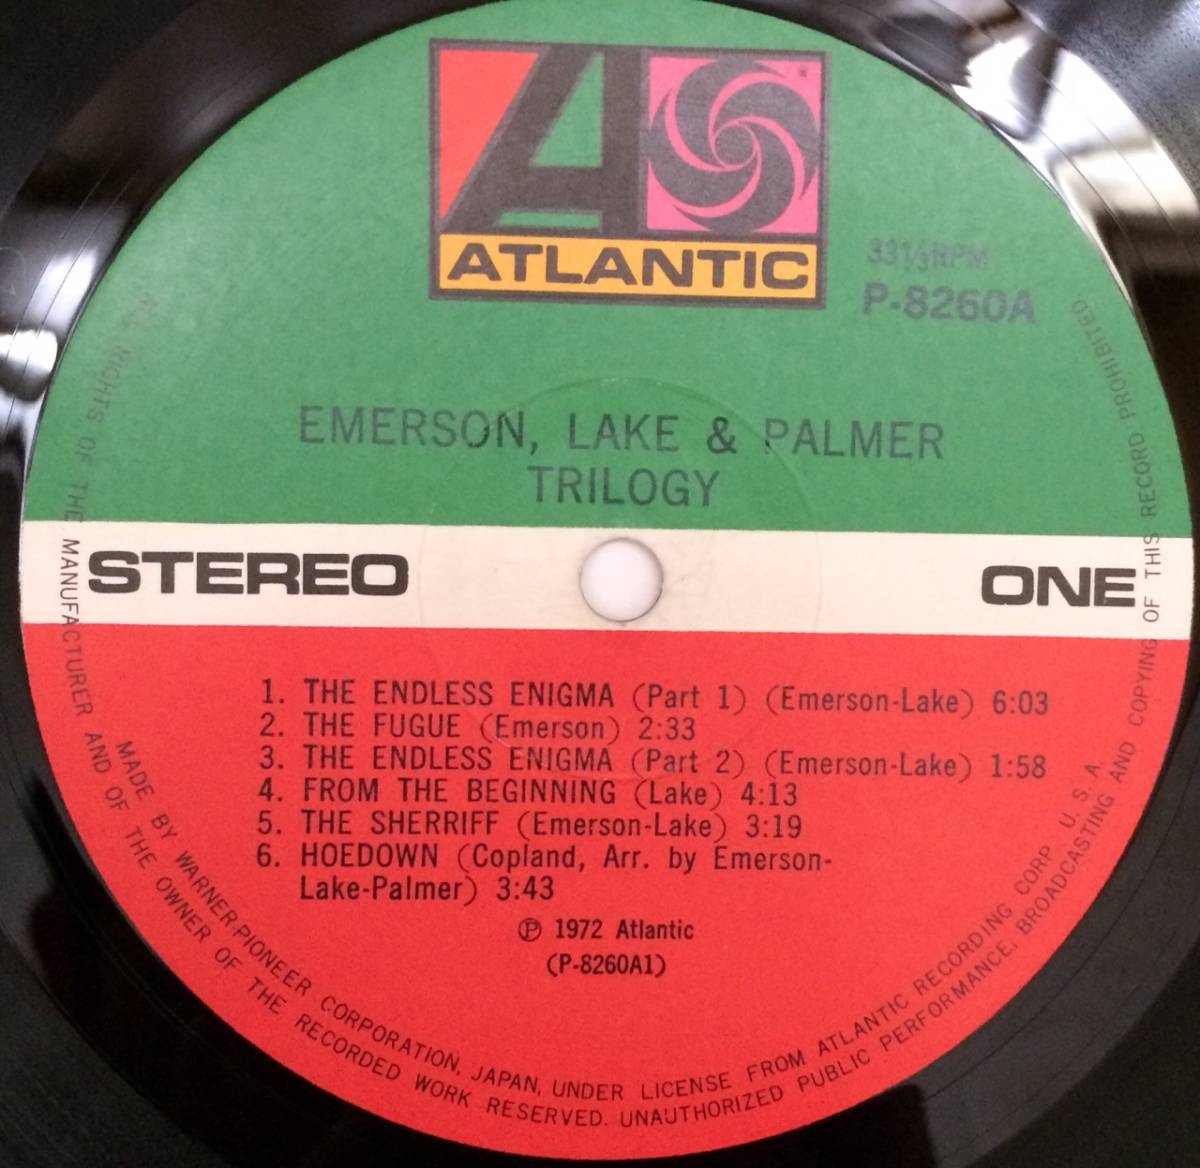 ATLANTIC
33 1/3 RPM
P-8260A
EMERSON, LAKE & PALMER
TRILOGY
STEREO
ONE
1. THE ENDLESS ENIGMA (Part 1) (Emerson-Lake) 6:03
2. THE FUGUE (Emerson) 2:33
3. THE ENDLESS ENIGMA (Part 2) (Emerson-Lake) 1:58
4. FROM THE BEGINNING (Lake) 4:13
5. THE SHERRIFF (Emerson-Lake) 3:19
6. HOEDOWN (Copland, Arr. by Emerson-
Lake-Palmer) 3:43
℗ 1972 Atlantic
(P-8260A1)
MADE BY WARNER-PIONEER CORPORATION, JAPAN, UNDER LICENSE FROM ATLANTIC RECORDING CORP. U.S.A.
ALL RIGHTS OF THE MANUFACTURER AND OF THE OWNER OF THE RECORDED WORK RESERVED. UNAUTHORIZED PUBLIC PERFORMANCE, BROADCASTING AND COPYING OF THIS RECORD PROHIBITED.